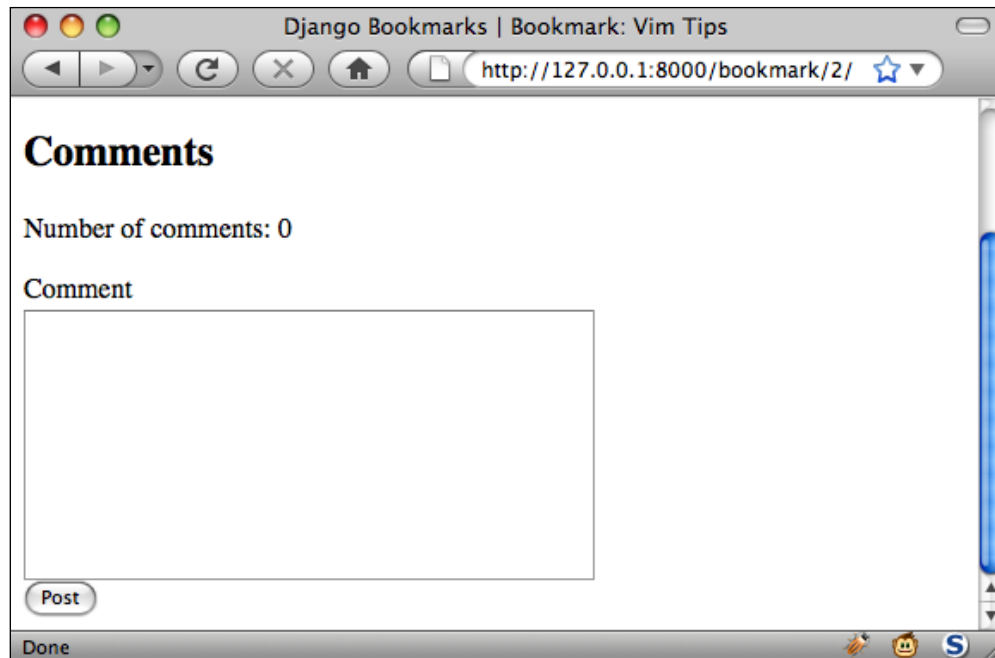 Django Bookmarks | Bookmark: Vim Tips
http://127.0.0.1:8000/bookmark/2/
Comments
Number of comments: 0
Comment
Post
Done
S